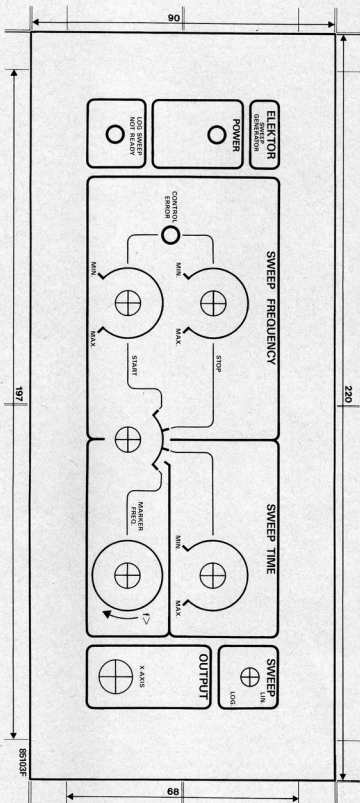 90
ELEKTOR
SWEEP
GENERATOR
POWER
LOG SWEEP
NOT READY
SWEEP FREQUENCY
CONTROL
ERROR
MIN.
MAX.
STOP
MIN.
MAX.
START
SWEEP TIME
MIN.
MAX.
MARKER
FREQ.
f>
SWEEP
LIN.
LOG.
OUTPUT
X-AXIS
220
197
68
85103F